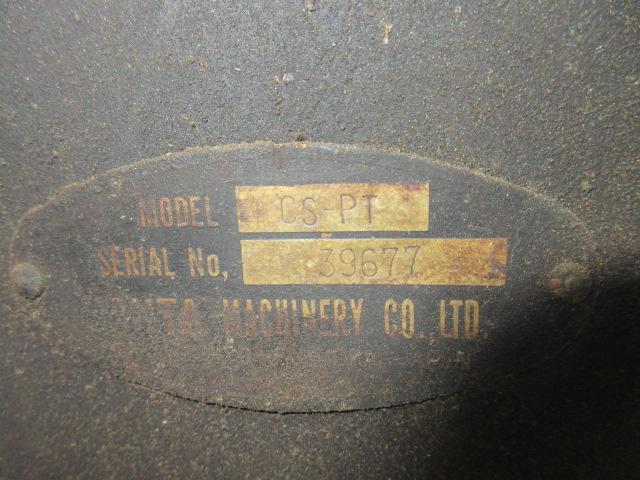 MODEL CS-PT
SERIAL No, 39677
MACHINERY CO.,LTD.